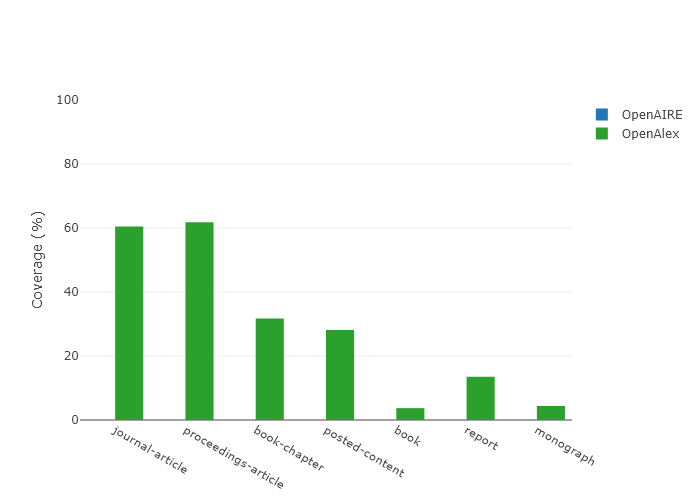 100
80
60
40
20
0
Coverage (%)
journal-article
proceedings-article
book-chapter
posted-content
book
report
monograph
OpenAIRE
OpenAlex